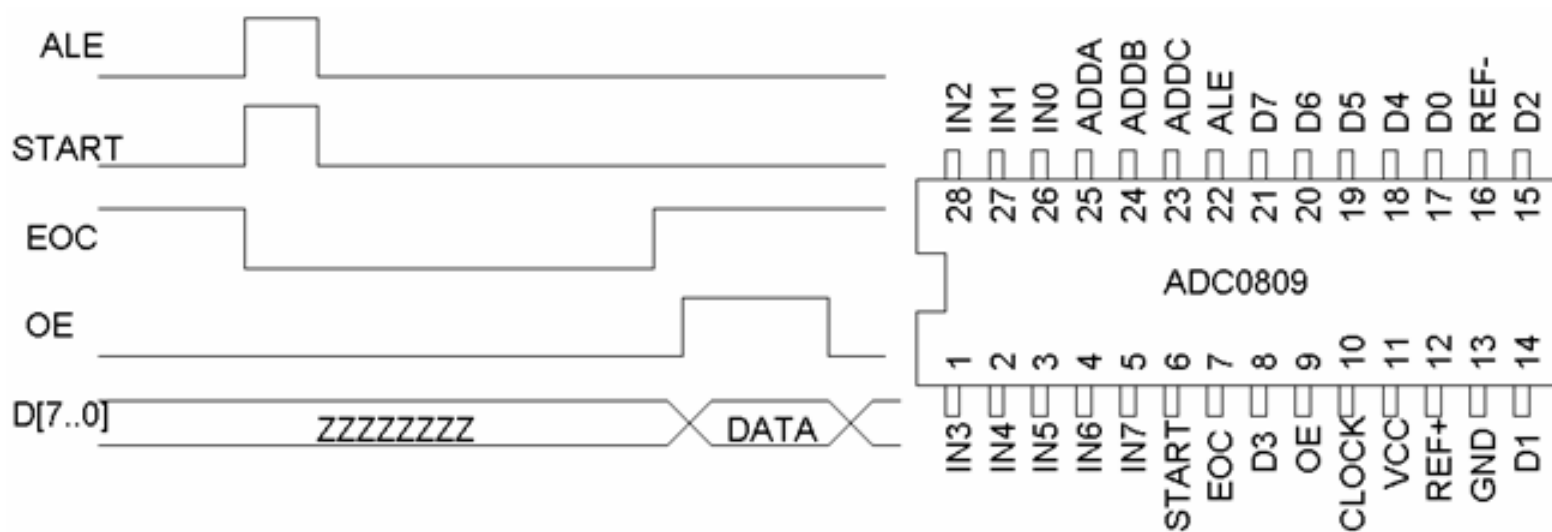 ALE
START
EOC
OE
D[7..0]
ZZZZZZZZ
DATA
IN2 IN1 IN0 ADDA ADDB ADDC ALE D7 D6 D5 D4 D0 REF- D2
28 27 26 25 24 23 22 21 20 19 18 17 16 15
ADC0809
1 2 3 4 5 6 7 8 9 10 11 12 13 14
IN3 IN4 IN5 IN6 IN7 START EOC D3 OE CLOCK VCC REF+ GND D1